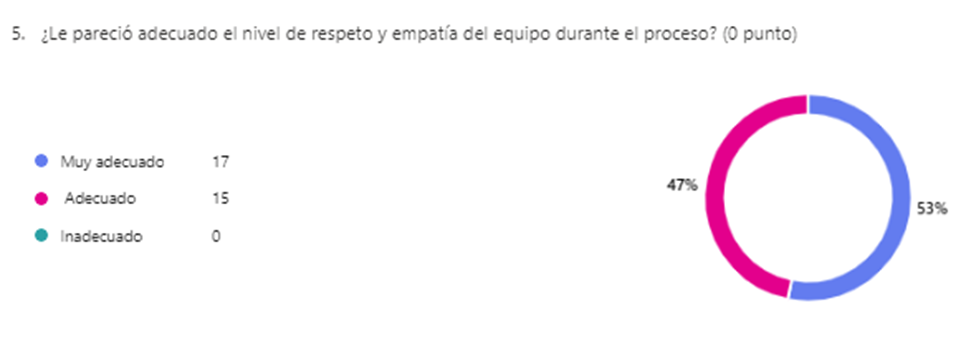 5. ¿Le pareció adecuado el nivel de respeto y empatía del equipo durante el proceso? (0 punto)
Muy adecuado 17
Adecuado 15
Inadecuado 0
47%
53%